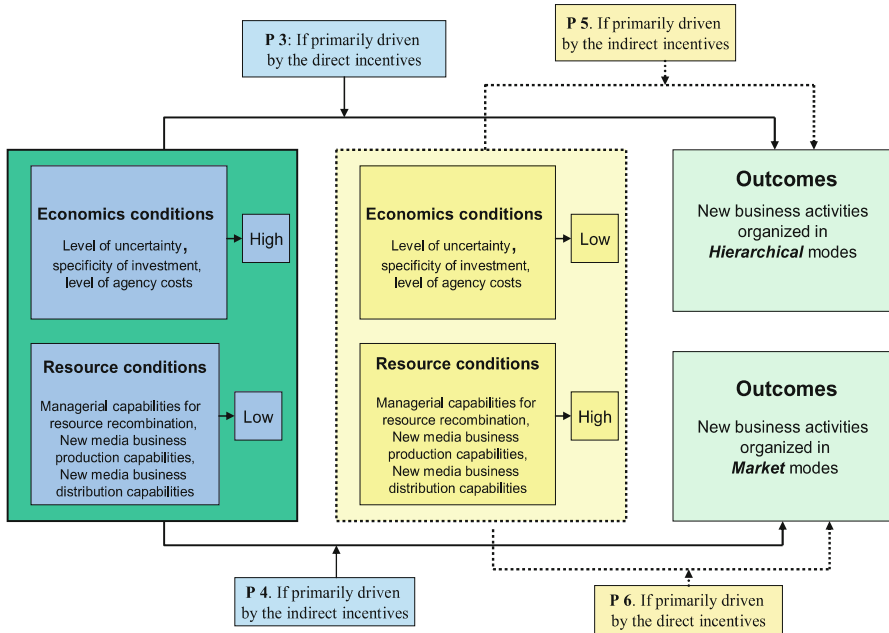 P 3: If primarily driven
by the direct incentives
P 5. If primarily driven
by the indirect incentives
Economics conditions
Level of uncertainty,
specificity of investment,
level of agency costs
High
Resource conditions
Managerial capabilities for
resource recombination,
New media business
production capabilities,
New media business
distribution capabilities
Low
Economics conditions
Level of uncertainty,
specificity of investment,
level of agency costs
Low
Resource conditions
Managerial capabilities for
resource recombination,
New media business
production capabilities,
New media business
distribution capabilities
High
Outcomes
New business activities
organized in
Hierarchical modes
Outcomes
New business activities
organized in
Market modes
P 4. If primarily driven
by the indirect incentives
P 6. If primarily driven
by the direct incentives